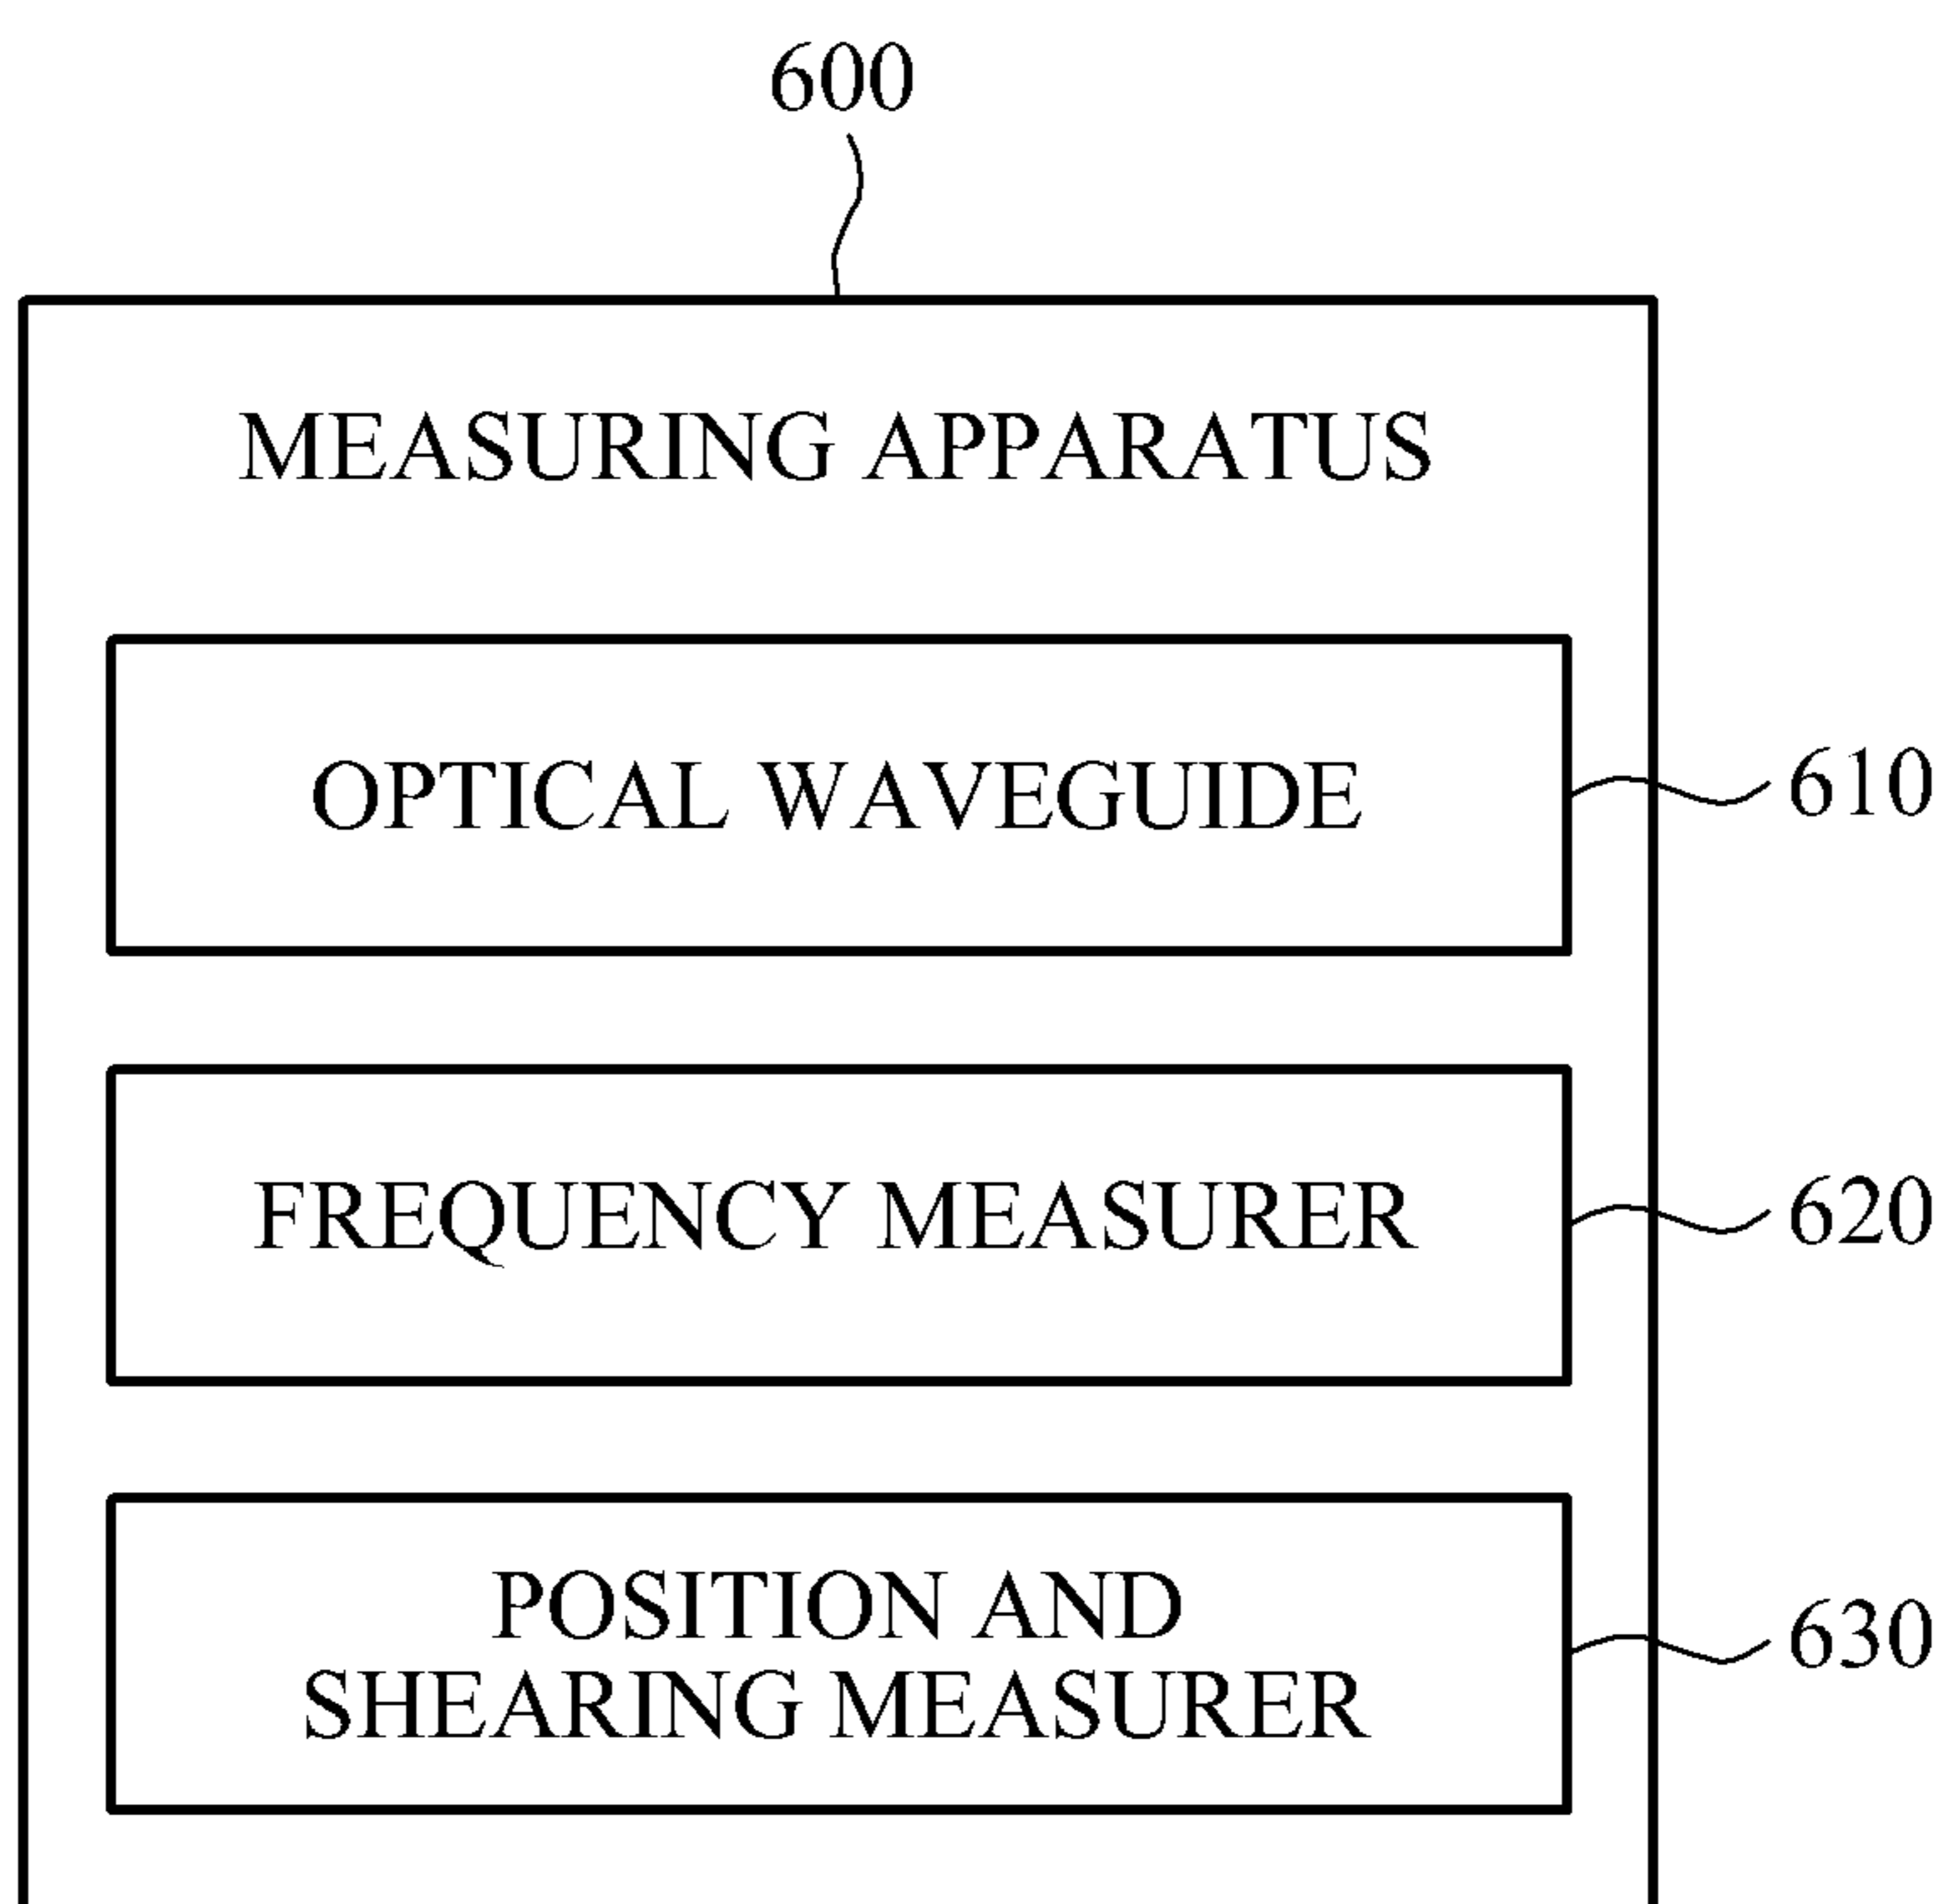 600
MEASURING APPARATUS
OPTICAL WAVEGUIDE
610
FREQUENCY MEASURER
620
POSITION AND
SHEARING MEASURER
630